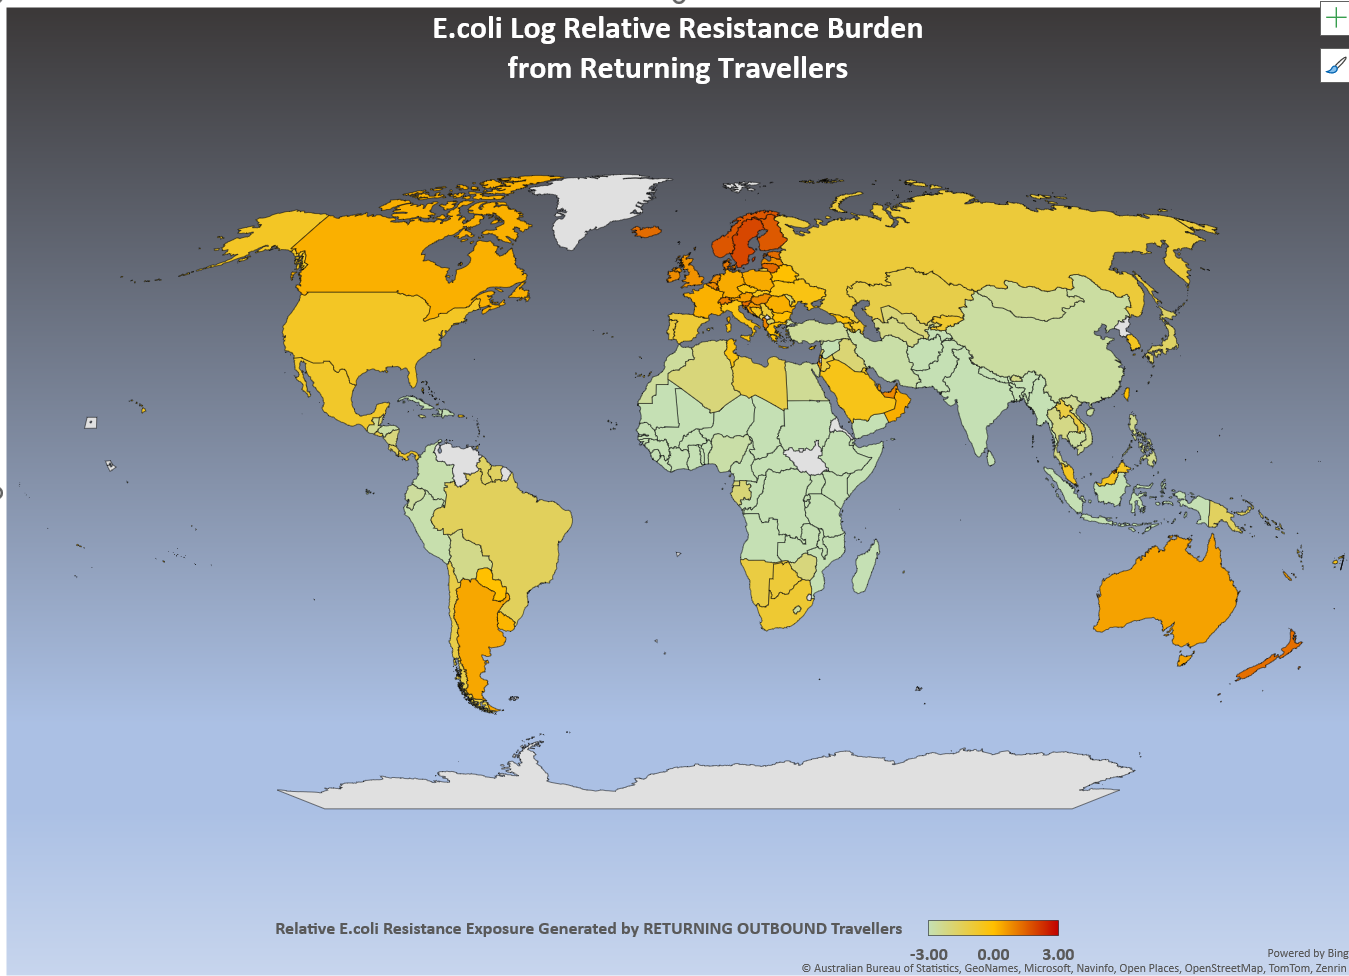 E.coli Log Relative Resistance Burden
from Returning Travellers
Relative E.coli Resistance Exposure Generated by RETURNING OUTBOUND Travellers
-3.00 0.00 3.00
Powered by Bing
© Australian Bureau of Statistics, GeoNames, Microsoft, Navinfo, Open Places, OpenStreetMap, TomTom, Zenrin